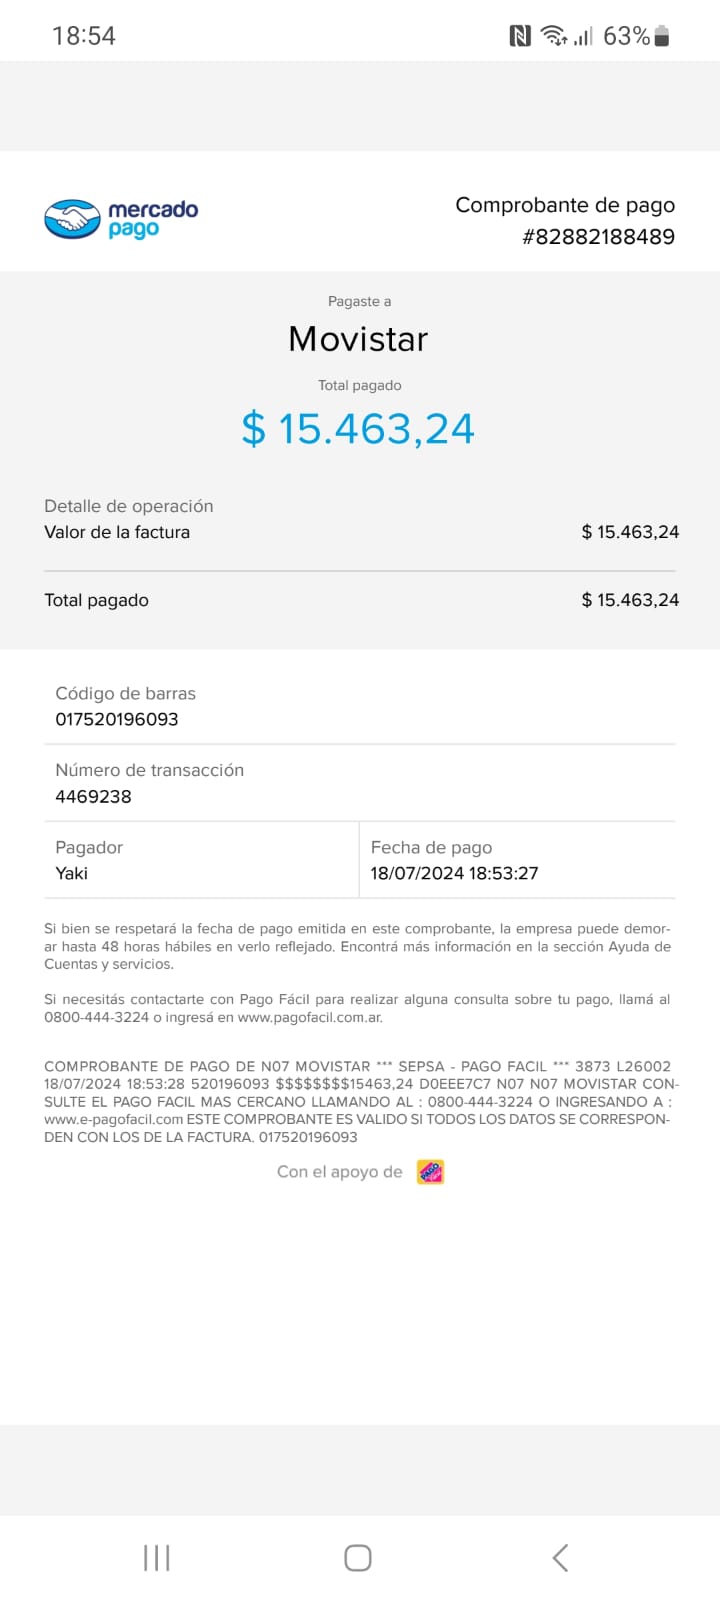 18:54
63%
mercado
pago
Comprobante de pago
#82882188489
Pagaste a
Movistar
Total pagado
$ 15.463,24
Detalle de operación
Valor de la factura $ 15.463,24
Total pagado $ 15.463,24
Código de barras
017520196093
Número de transacción
4469238
Pagador
Yaki
Fecha de pago
18/07/2024 18:53:27
Si bien se respetará la fecha de pago emitida en este comprobante, la empresa puede demor-
ar hasta 48 horas hábiles en verlo reflejado. Encontrá más información en la sección Ayuda de
Cuentas y servicios.
Si necesitás contactarte con Pago Fácil para realizar alguna consulta sobre tu pago, llamá al
0800-444-3224 o ingresá en www.pagofacil.com.ar.
COMPROBANTE DE PAGO DE N07 MOVISTAR *** SEPSA - PAGO FACIL *** 3873 L26002
18/07/2024 18:53:28 520196093 $$$$$$$$15463,24 D0EEE7C7 N07 N07 MOVISTAR CON-
SULTE EL PAGO FACIL MAS CERCANO LLAMANDO AL : 0800-444-3224 O INGRESANDO A :
www.e-pagofacil.com ESTE COMPROBANTE ES VALIDO SI TODOS LOS DATOS SE CORRESPON-
DEN CON LOS DE LA FACTURA. 017520196093
Con el apoyo de
PAGO